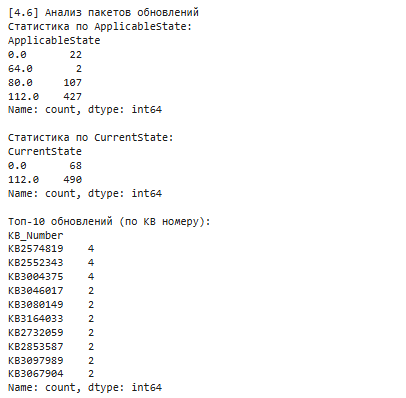 [4.6] Анализ пакетов обновлений
Статистика по ApplicableState:
ApplicableState
0.0       22
64.0       2
80.0     107
112.0    427
Name: count, dtype: int64

Статистика по CurrentState:
CurrentState
0.0       68
112.0    490
Name: count, dtype: int64

Топ-10 обновлений (по KB номеру):
KB_Number
KB2574819    4
KB2552343    4
KB3004375    4
KB3046017    2
KB3080149    2
KB3164033    2
KB2732059    2
KB2853587    2
KB3097989    2
KB3067904    2
Name: count, dtype: int64